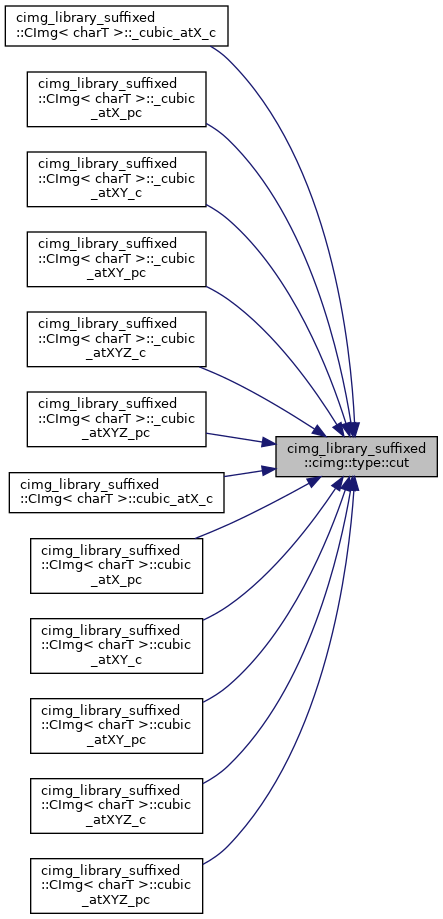 cimg_library_suffixed
::CImg< charT >::_cubic_atX_c
cimg_library_suffixed
::CImg< charT >::_cubic
_atX_pc
cimg_library_suffixed
::CImg< charT >::_cubic
_atXY_c
cimg_library_suffixed
::CImg< charT >::_cubic
_atXY_pc
cimg_library_suffixed
::CImg< charT >::_cubic
_atXYZ_c
cimg_library_suffixed
::CImg< charT >::_cubic
_atXYZ_pc
cimg_library_suffixed
::cimg::type::cut
cimg_library_suffixed
::CImg< charT >::cubic_atX_c
cimg_library_suffixed
::CImg< charT >::cubic
_atX_pc
cimg_library_suffixed
::CImg< charT >::cubic
_atXY_c
cimg_library_suffixed
::CImg< charT >::cubic
_atXY_pc
cimg_library_suffixed
::CImg< charT >::cubic
_atXYZ_c
cimg_library_suffixed
::CImg< charT >::cubic
_atXYZ_pc